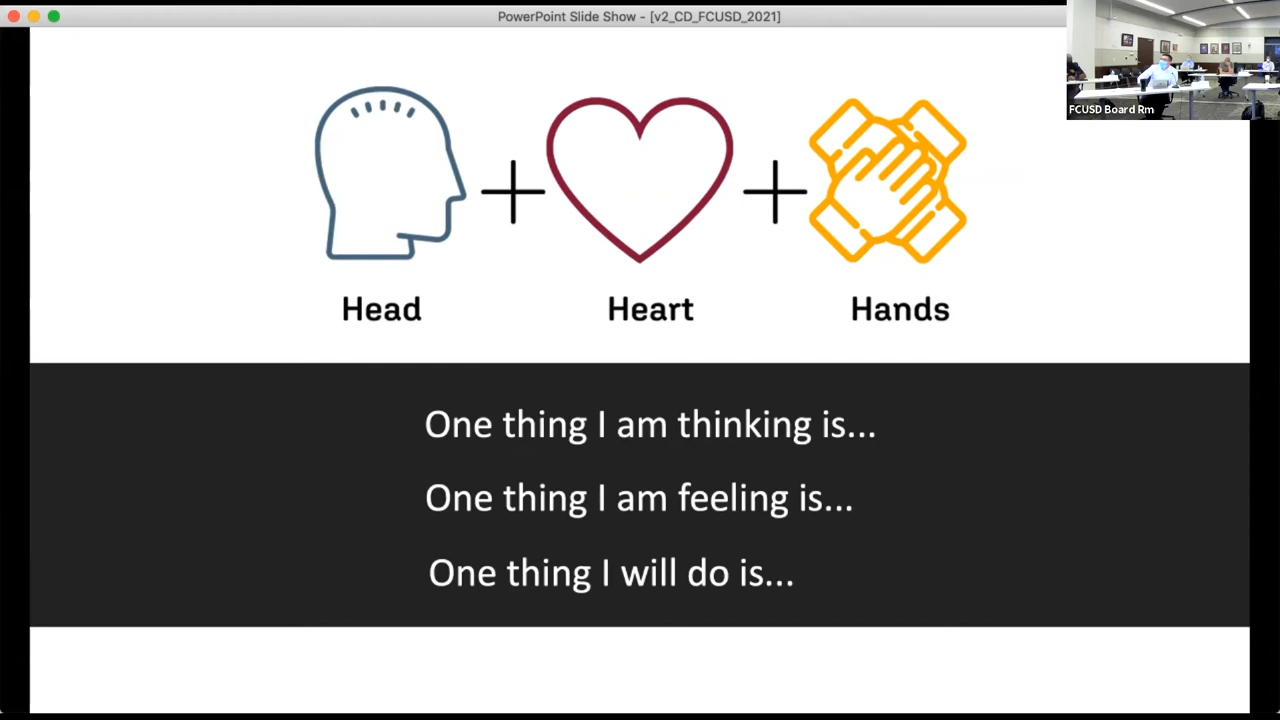 PowerPoint Slide Show - [v2_CD_FCUSD_2021]
FCUSD Board Rm
Head
Heart
Hands
One thing I am thinking is...
One thing I am feeling is...
One thing I will do is...